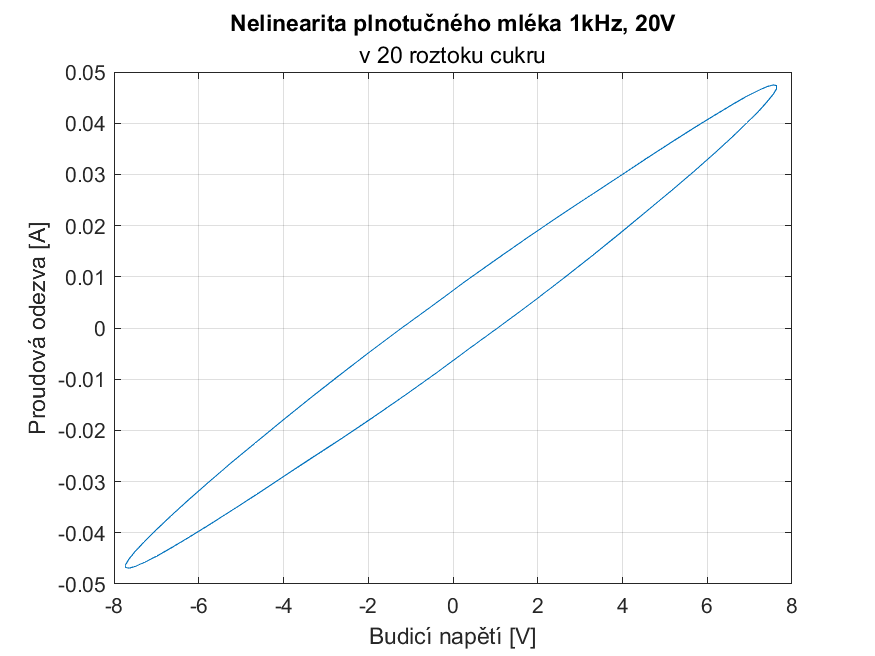 Nelinearita plnotučného mléka 1kHz, 20V
v 20 roztoku cukru
0.05
0.04
0.03
0.02
0.01
0
-0.01
-0.02
-0.03
-0.04
-0.05
Proudová odezva [A]
-8 -6 -4 -2 0 2 4 6 8
Budicí napětí [V]